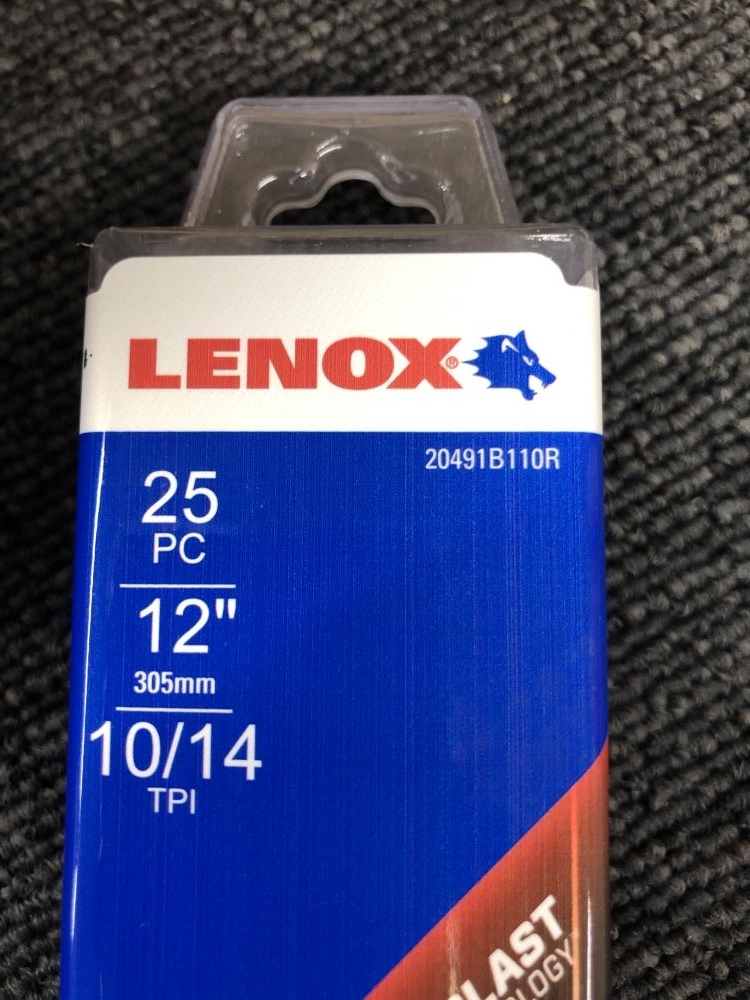 LENOX®
20491B110R
25
PC
12"
305mm
10/14
TPI